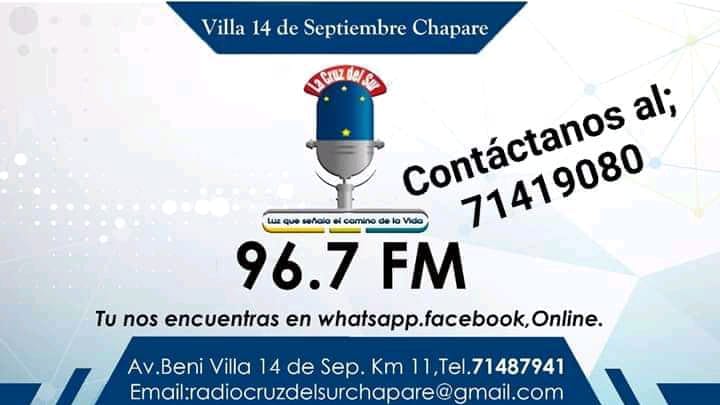 Villa 14 de Septiembre Chapare
La Cruz del Sur
Contáctanos al;
71419080
Luz que señala el camino de la Vida
96.7 FM
Tu nos encuentras en whatsapp.facebook,Online.
Av.Beni Villa 14 de Sep. Km 11,Tel.71487941
Email:radiocruzdelsurchapare@gmail.com